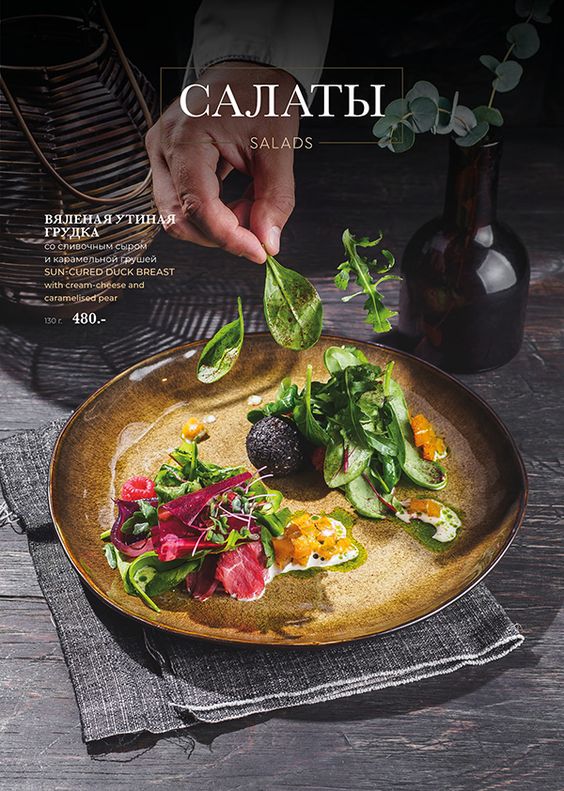 САЛАТЫ
SALADS
ВЯЛЕНАЯ УТИНАЯ
ГРУДКА
со сливочным сыром
и карамельной грушей
SUN-CURED DUCK BREAST
with cream-cheese and
caramelised pear
130 г. 480.-